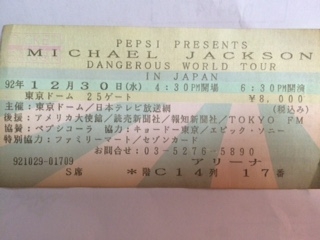 PEPSI PRESENTS
MICHAEL JACKSON
DANGEROUS WORLD TOUR
IN JAPAN
92年12月30日(水) 4:30PM開場 6:30PM開演
東京ドーム 25ゲート ¥8,000
主催:東京ドーム/日本テレビ放送網 (税込み)
後援:アメリカ大使館/読売新聞社/報知新聞社/TOKYO FM
協賛:ペプシコーラ 協力:キョードー東京/エピック・ソニー
特別協力:ファミリーマート/セゾンカード
お問合わせ:03-5276-5890
921029-01709 アリーナ
S席 *階C14列 17番